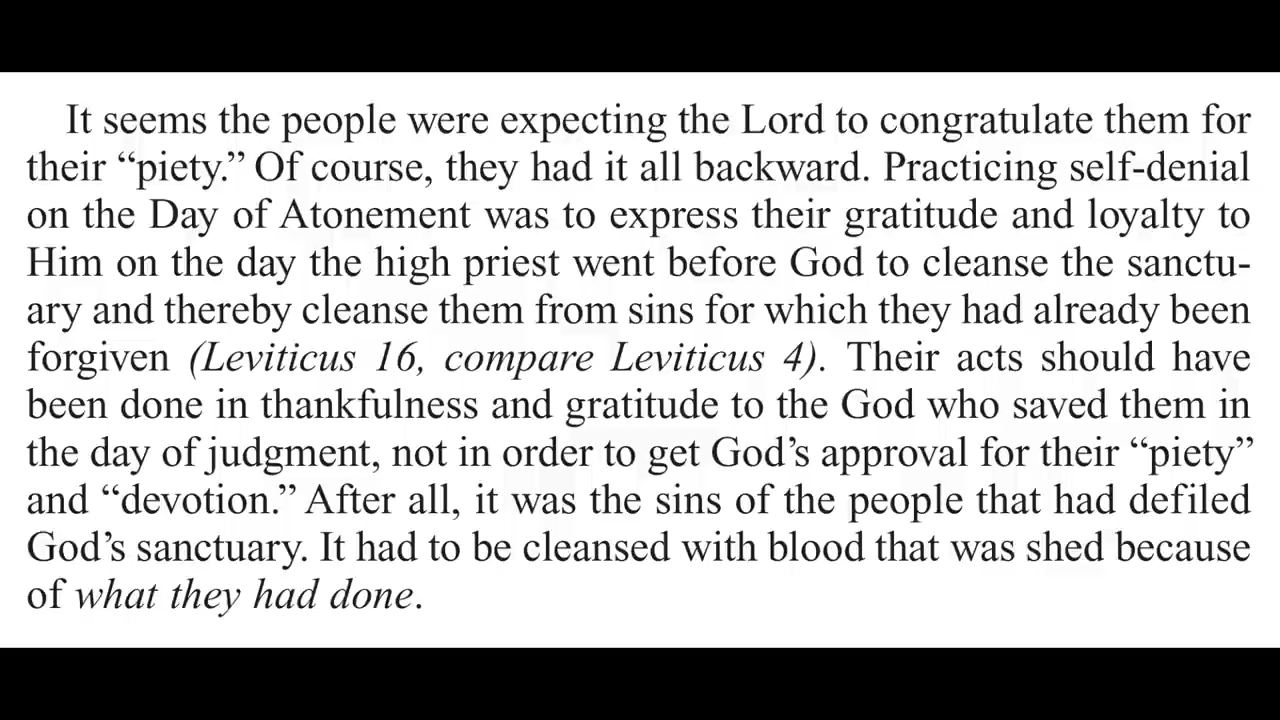 It seems the people were expecting the Lord to congratulate them for
their “piety.” Of course, they had it all backward. Practicing self-denial
on the Day of Atonement was to express their gratitude and loyalty to
Him on the day the high priest went before God to cleanse the sanctu-
ary and thereby cleanse them from sins for which they had already been
forgiven (Leviticus 16, compare Leviticus 4). Their acts should have
been done in thankfulness and gratitude to the God who saved them in
the day of judgment, not in order to get God’s approval for their “piety”
and “devotion.” After all, it was the sins of the people that had defiled
God’s sanctuary. It had to be cleansed with blood that was shed because
of what they had done.